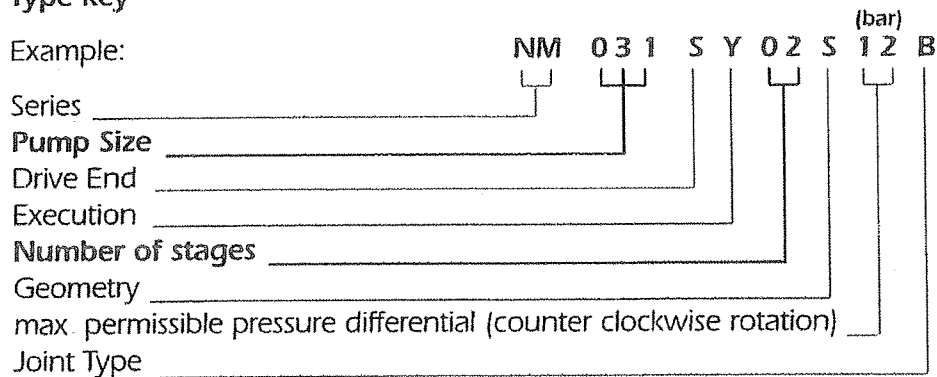 Type Key
(bar)
Example: NM 031 S Y 02 S 12 B
Series
Pump Size
Drive End
Execution
Number of stages
Geometry
max. permissible pressure differential (counter clockwise rotation)
Joint Type